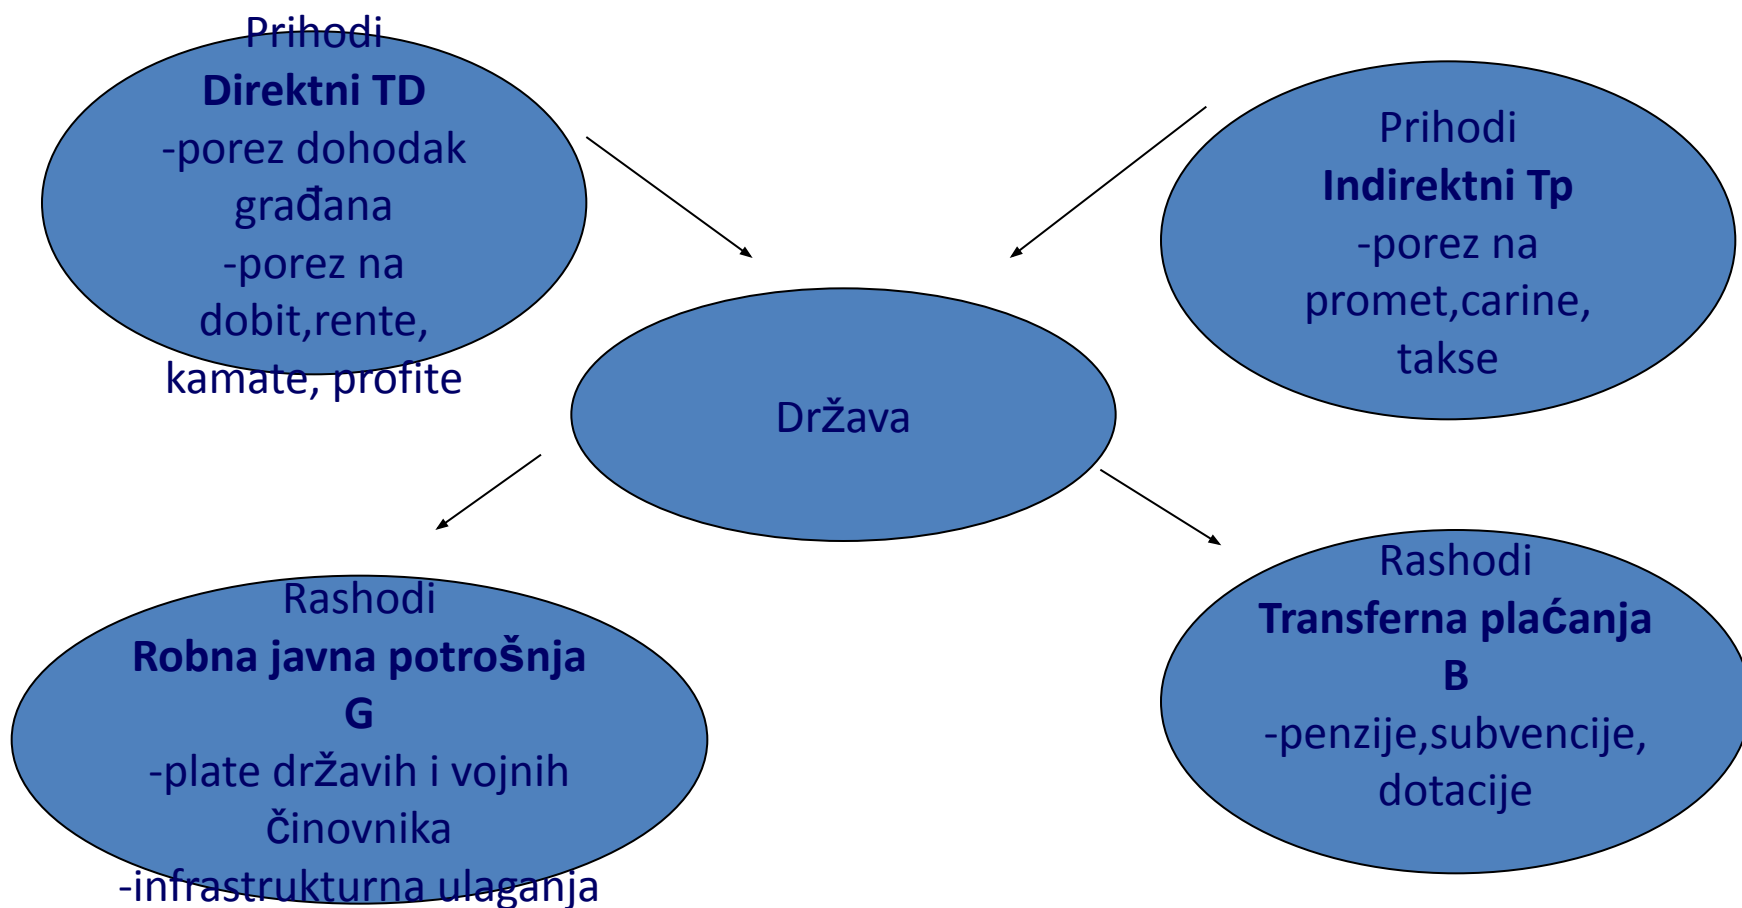 Prihodi
Direktni TD
-porez dohodak
građana
-porez na
dobit,rente,
kamate, profite
Prihodi
Indirektni Tp
-porez na
promet,carine,
takse
Država
Rashodi
Robna javna potrošnja
G
-plate državih i vojnih
činovnika
-infrastrukturna ulaganja
Rashodi
Transferna plaćanja
B
-penzije,subvencije,
dotacije